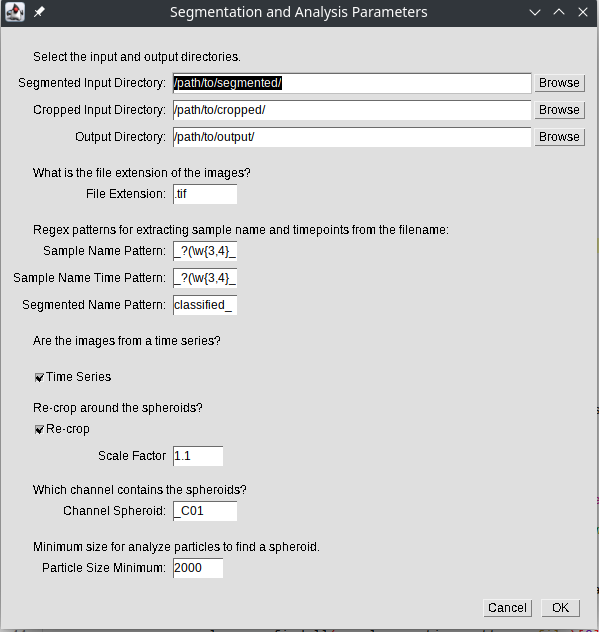 Segmentation and Analysis Parameters
Select the input and output directories.
Segmented Input Directory: /path/to/segmented/ Browse
Cropped Input Directory: /path/to/cropped/ Browse
Output Directory: /path/to/output/ Browse
What is the file extension of the images?
File Extension: .tif
Regex patterns for extracting sample name and timepoints from the filename:
Sample Name Pattern: _?(\w{3,4}_
Sample Name Time Pattern: _?(\w{3,4}_
Segmented Name Pattern: classified_
Are the images from a time series?
Time Series
Re-crop around the spheroids?
Re-crop
Scale Factor 1.1
Which channel contains the spheroids?
Channel Spheroid: _C01
Minimum size for analyze particles to find a spheroid.
Particle Size Minimum: 2000
Cancel OK